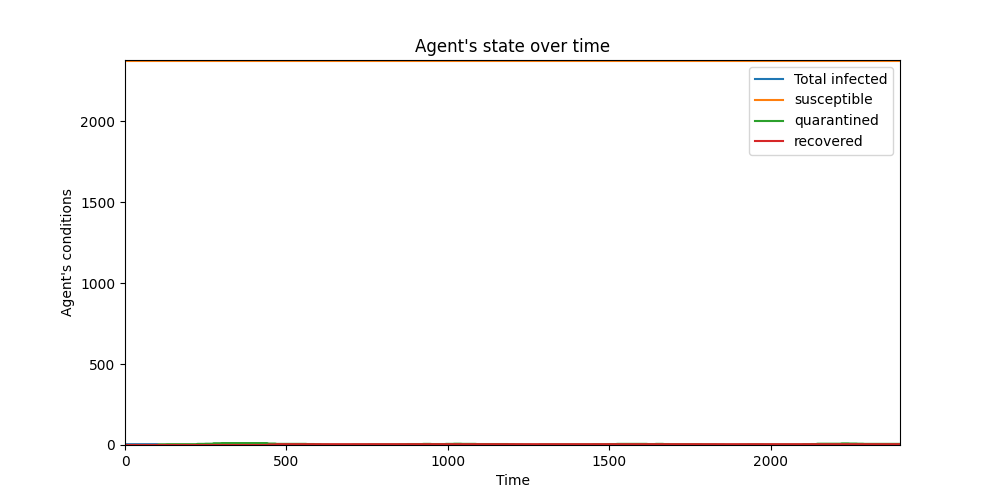 Agent's state over time
Total infected
susceptible
quarantined
recovered
2000
1500
1000
500
0
Agent's conditions
0 500 1000 1500 2000
Time